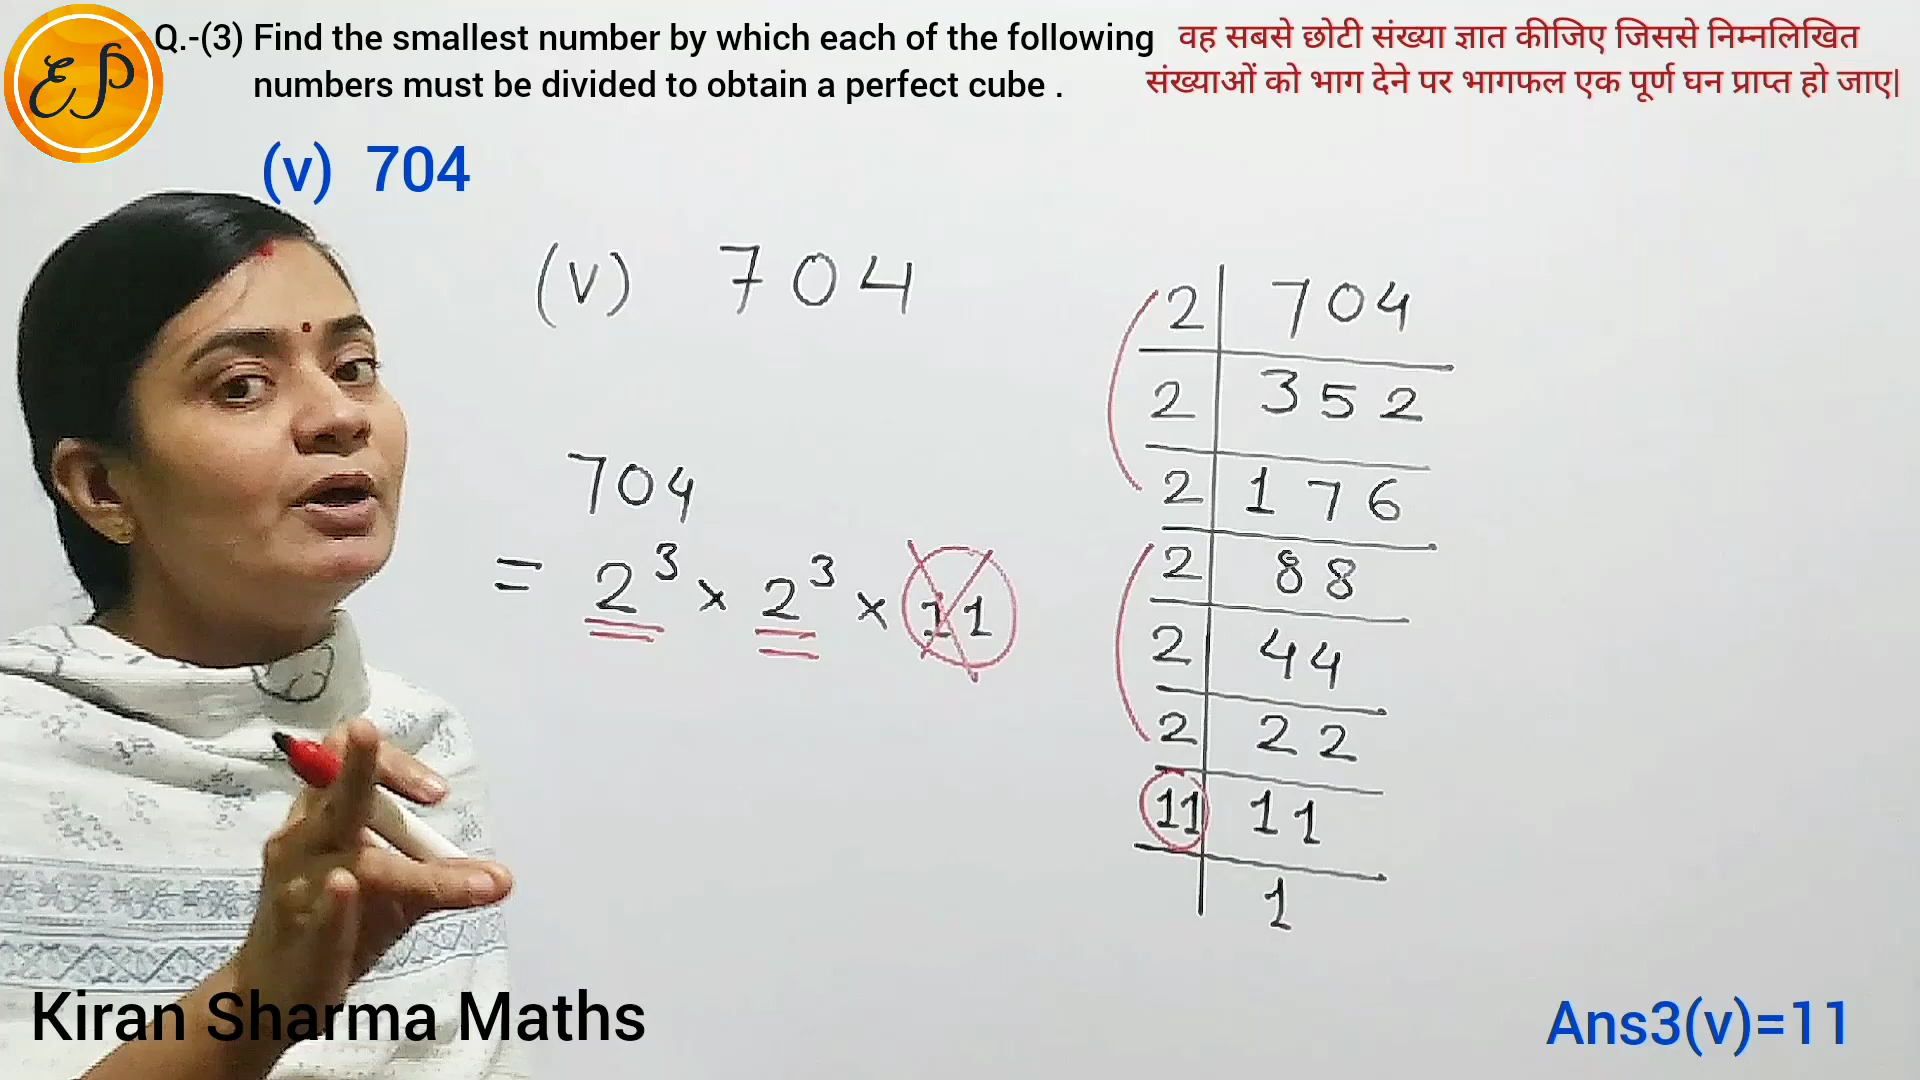 EP
Q.-(3) Find the smallest number by which each of the following
numbers must be divided to obtain a perfect cube .
वह सबसे छोटी संख्या ज्ञात कीजिए जिससे निम्नलिखित
संख्याओं को भाग देने पर भागफल एक पूर्ण घन प्राप्त हो जाए|
(v) 704
(v) 704
704
= 2³ × 2³ × 11
2 | 704
2 | 352
2 | 176
2 | 88
2 | 44
2 | 22
11 | 11
1
Kiran Sharma Maths
Ans3(v)=11